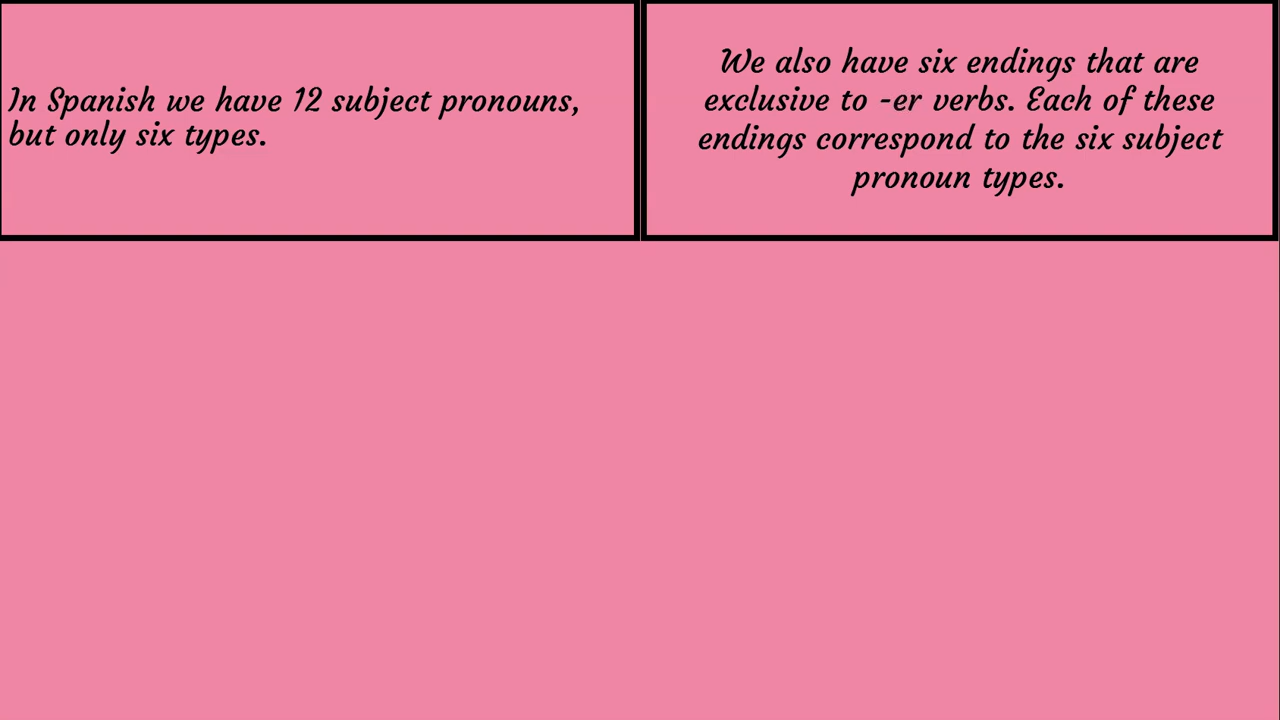 In Spanish we have 12 subject pronouns,
but only six types.
We also have six endings that are
exclusive to -er verbs. Each of these
endings correspond to the six subject
pronoun types.